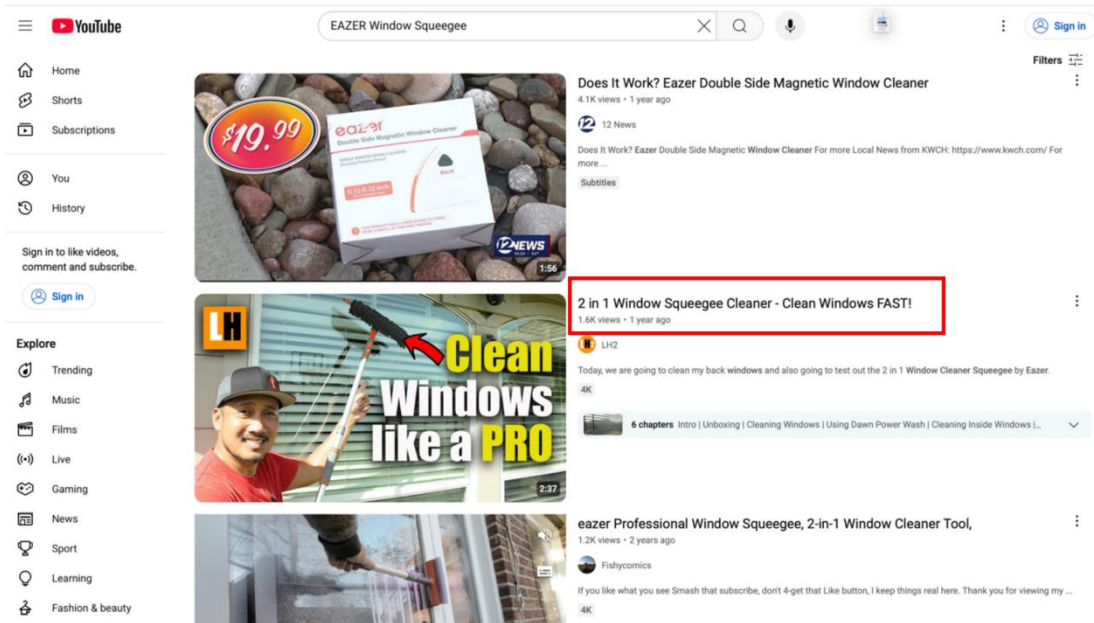 YouTube
EAZER Window Squeegee
Sign in
Filters
Home
Shorts
Subscriptions
You
History
Sign in to like videos,
comment and subscribe.
Sign in
Explore
Trending
Music
Films
Live
Gaming
News
Sport
Learning
Fashion & beauty
$19.99
eazer
Double Side Magnetic Window Cleaner
12NEWS
1:56
Does It Work? Eazer Double Side Magnetic Window Cleaner
4.1K views • 1 year ago
12 News
Does It Work? Eazer Double Side Magnetic Window Cleaner For more Local News from KWCH: https://www.kwch.com/ For
more ...
Subtitles
LH
Clean
Windows
like a PRO
2:37
2 in 1 Window Squeegee Cleaner - Clean Windows FAST!
1.6K views • 1 year ago
LH2
Today, we are going to clean my back windows and also going to test out the 2 in 1 Window Cleaner Squeegee by Eazer.
4K
6 chapters Intro | Unboxing | Cleaning Windows | Using Dawn Power Wash | Cleaning Inside Windows |...
eazer Professional Window Squeegee, 2-in-1 Window Cleaner Tool,
1.2K views • 2 years ago
Fishycomics
If you like what you see Smash that subscribe, don't 4-get that Like button, I keep things real here. Thank you for viewing my ...
4K